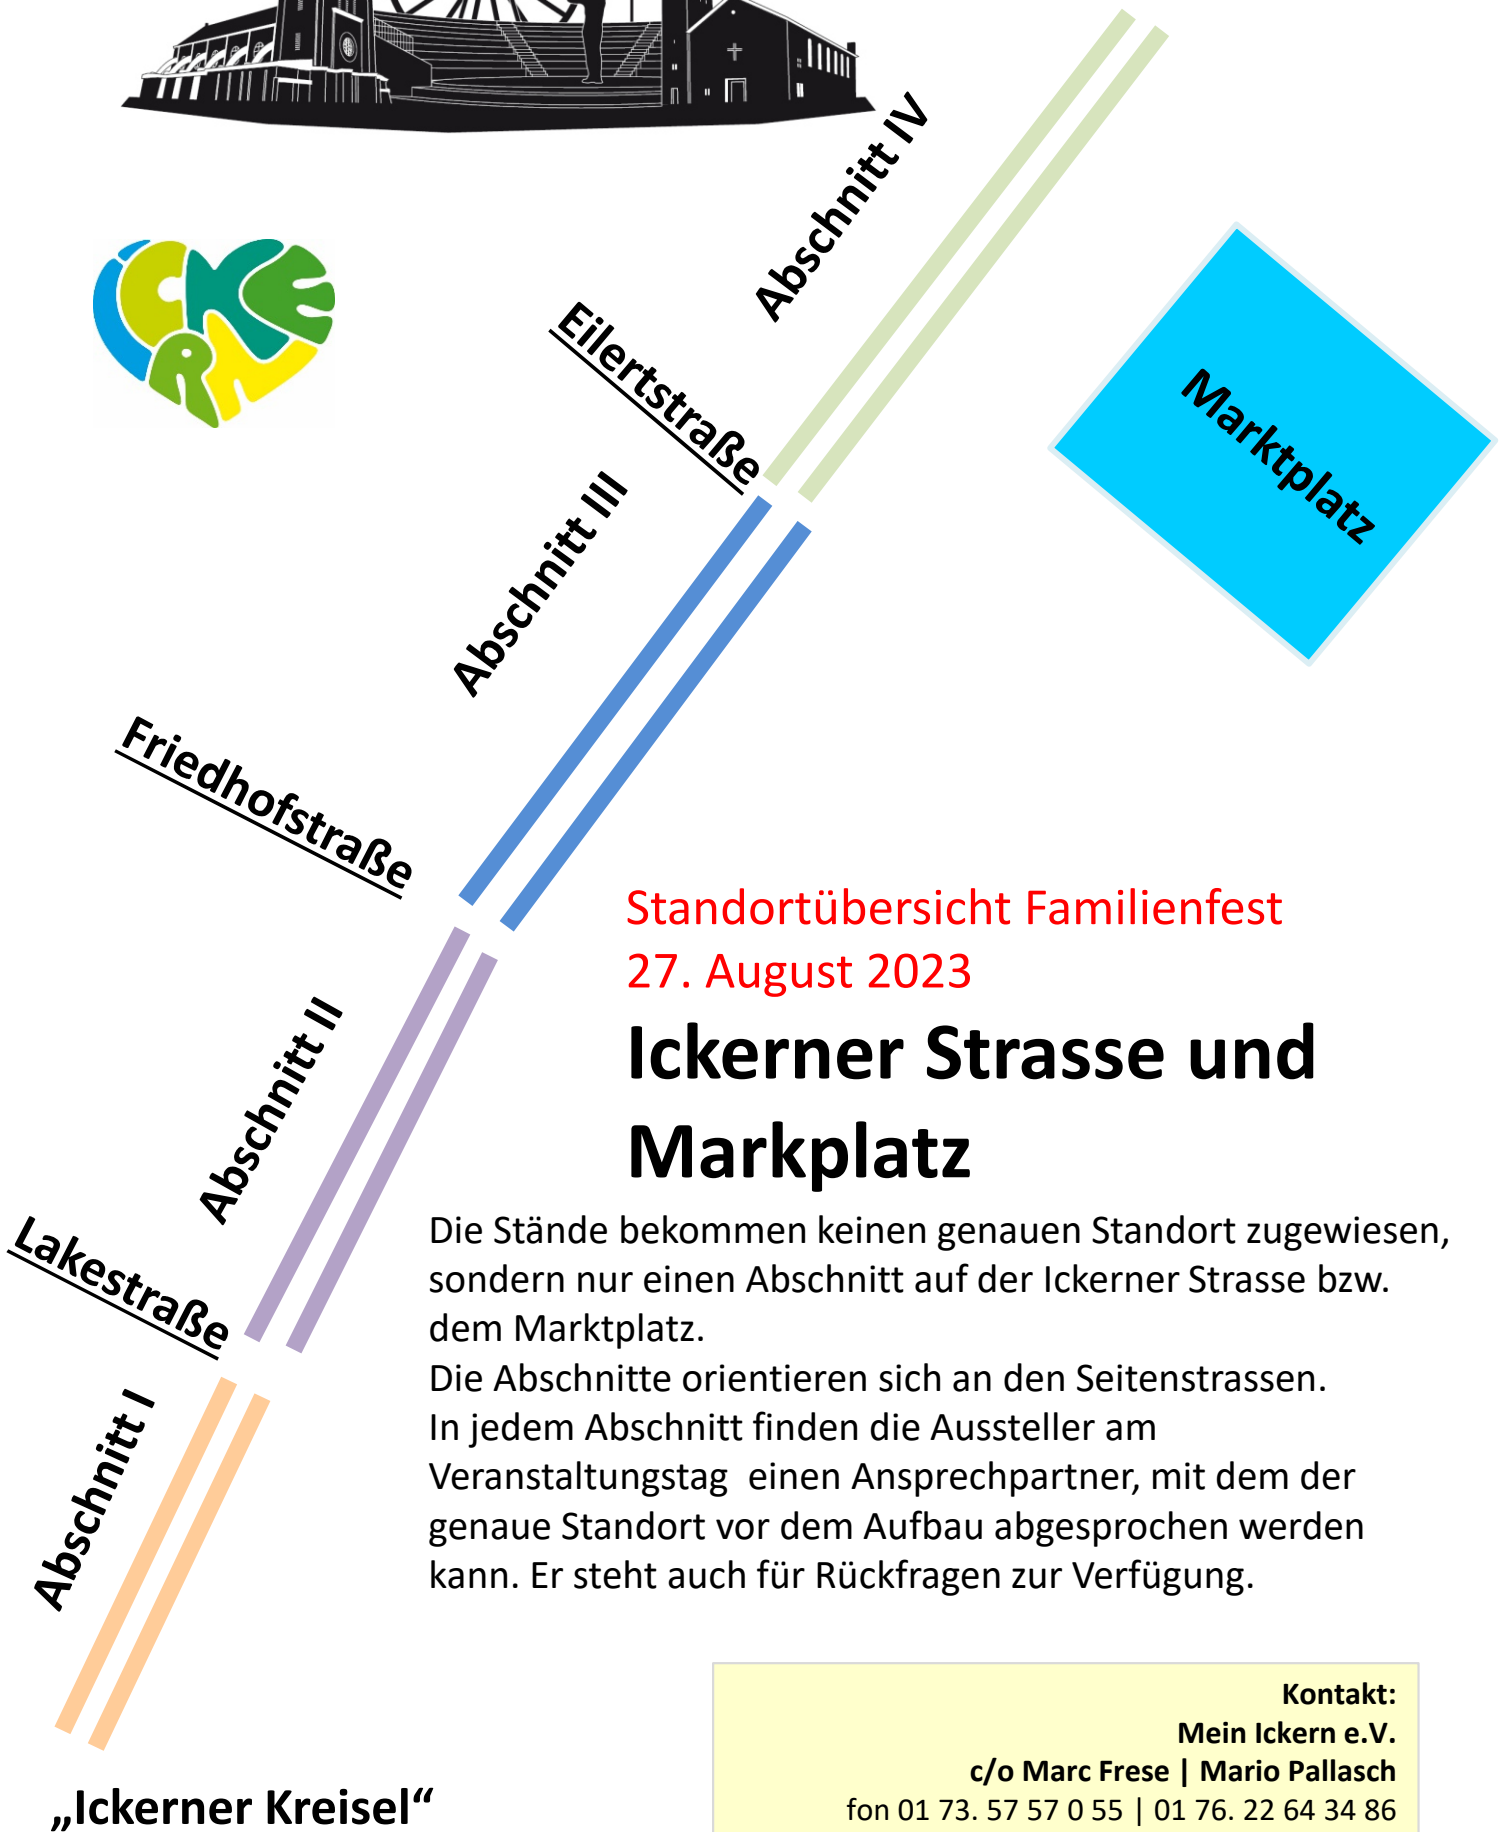 Abschnitt IV
ICKERN
Eilertstraße
Marktplatz
Abschnitt III
Friedhofstraße
Standortübersicht Familienfest
27. August 2023
Ickerner Strasse und
Markplatz
Abschnitt II
Lakestraße
Die Stände bekommen keinen genauen Standort zugewiesen,
sondern nur einen Abschnitt auf der Ickerner Strasse bzw.
dem Marktplatz.
Die Abschnitte orientieren sich an den Seitenstrassen.
In jedem Abschnitt finden die Aussteller am
Veranstaltungstag  einen Ansprechpartner, mit dem der
genaue Standort vor dem Aufbau abgesprochen werden
kann. Er steht auch für Rückfragen zur Verfügung.
Abschnitt I
„Ickerner Kreisel“
Kontakt:
Mein Ickern e.V.
c/o Marc Frese | Mario Pallasch
fon 01 73. 57 57 0 55 | 01 76. 22 64 34 86